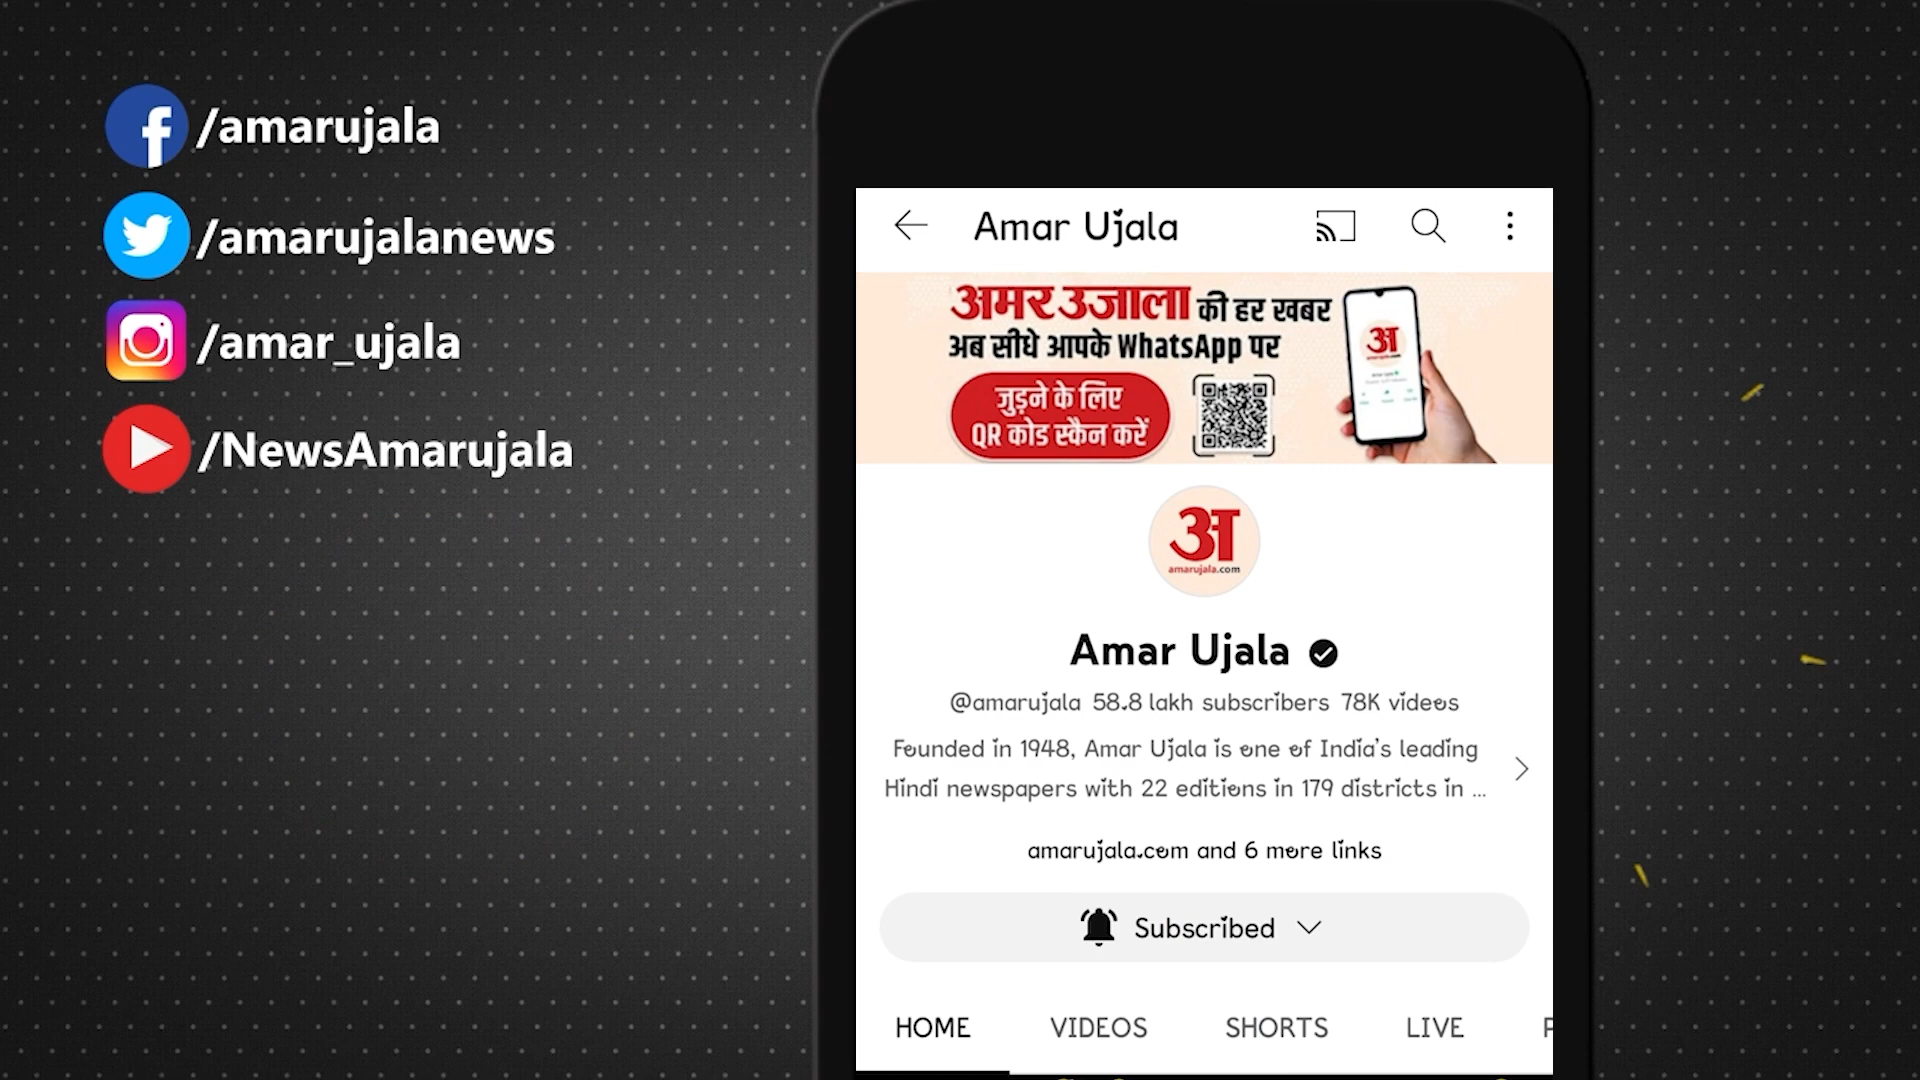 /amarujala
/amarujalanews
/amar_ujala
/NewsAmarujala
Amar Ujala
अमर उजाला की हर खबर
अब सीधे आपके WhatsApp पर
जुड़ने के लिए
QR कोड स्कैन करें
अ
अ
amarujala.com
Amar Ujala
@amarujala 58.8 lakh subscribers 78K videos
Founded in 1948, Amar Ujala is one of India's leading
Hindi newspapers with 22 editions in 179 districts in ...
amarujala.com and 6 more links
Subscribed
HOME VIDEOS SHORTS LIVE